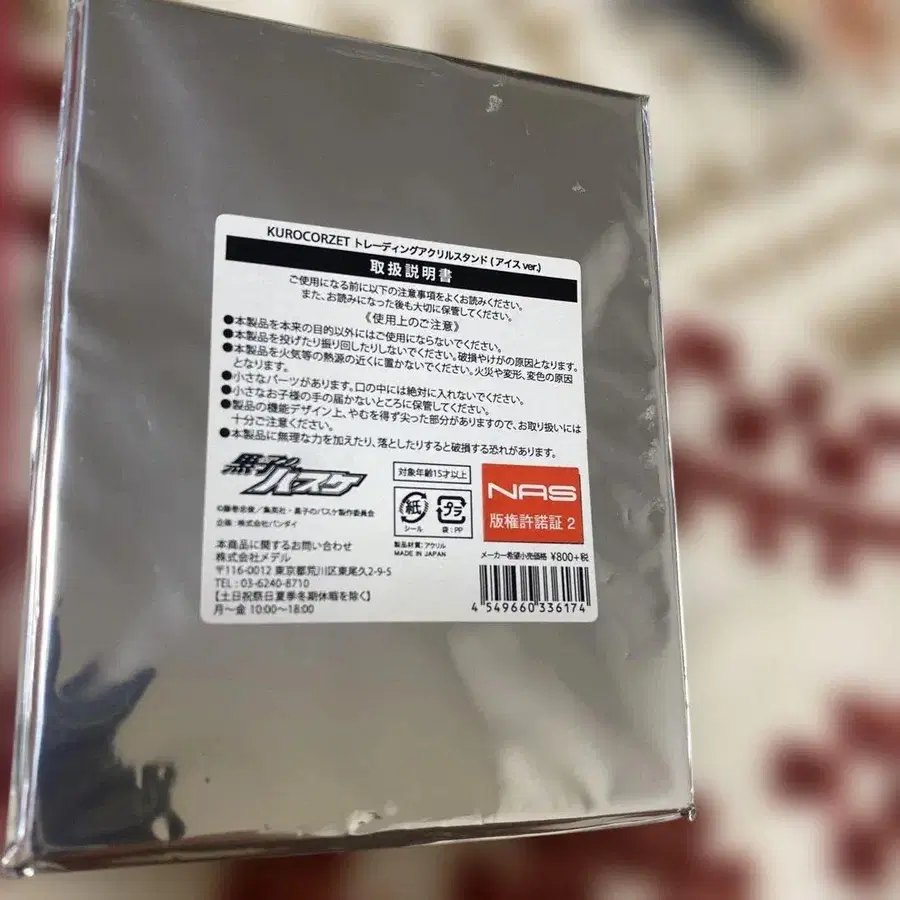 KUROCORZET トレーディングアクリルスタンド (アイス ver.)
取扱説明書
ご使用になる前に以下の注意事項をよくお読みください。
また、お読みになった後も大切に保管してください。
《使用上のご注意》
●本製品を本来の目的以外にはご使用にならないでください。
●本製品を投げたり振り回したりしないでください。破損やけがの原因となります。
●本製品を火気等の熱源の近くに置かないでください。火災や変形、変色の原因
となります。
●小さなパーツがあります。口の中には絶対に入れないでください。
●小さなお子様の手の届かないところに保管してください。
●製品の機能デザイン上、やむを得ず尖った部分がありますので、お取り扱いには
十分ご注意ください。
●本製品に無理な力を加えたり、落としたりすると破損する恐れがあります。
黒子のバスケ
©藤巻忠俊／集英社・黒子のバスケ製作委員会
企画：株式会社バンダイ
本商品に関するお問い合わせ
株式会社メデル
〒116-0012 東京都荒川区東尾久2-9-5
TEL : 03-6240-8710
【土日祝祭日夏季冬期休暇を除く】
月～金 10:00～18:00
対象年齢15才以上
紙 プラ
シール 袋：PP
製品材質：アクリル
MADE IN JAPAN
NAS
版権許諾証 2
メーカー希望小売価格 ¥800+税
4 549660 336174